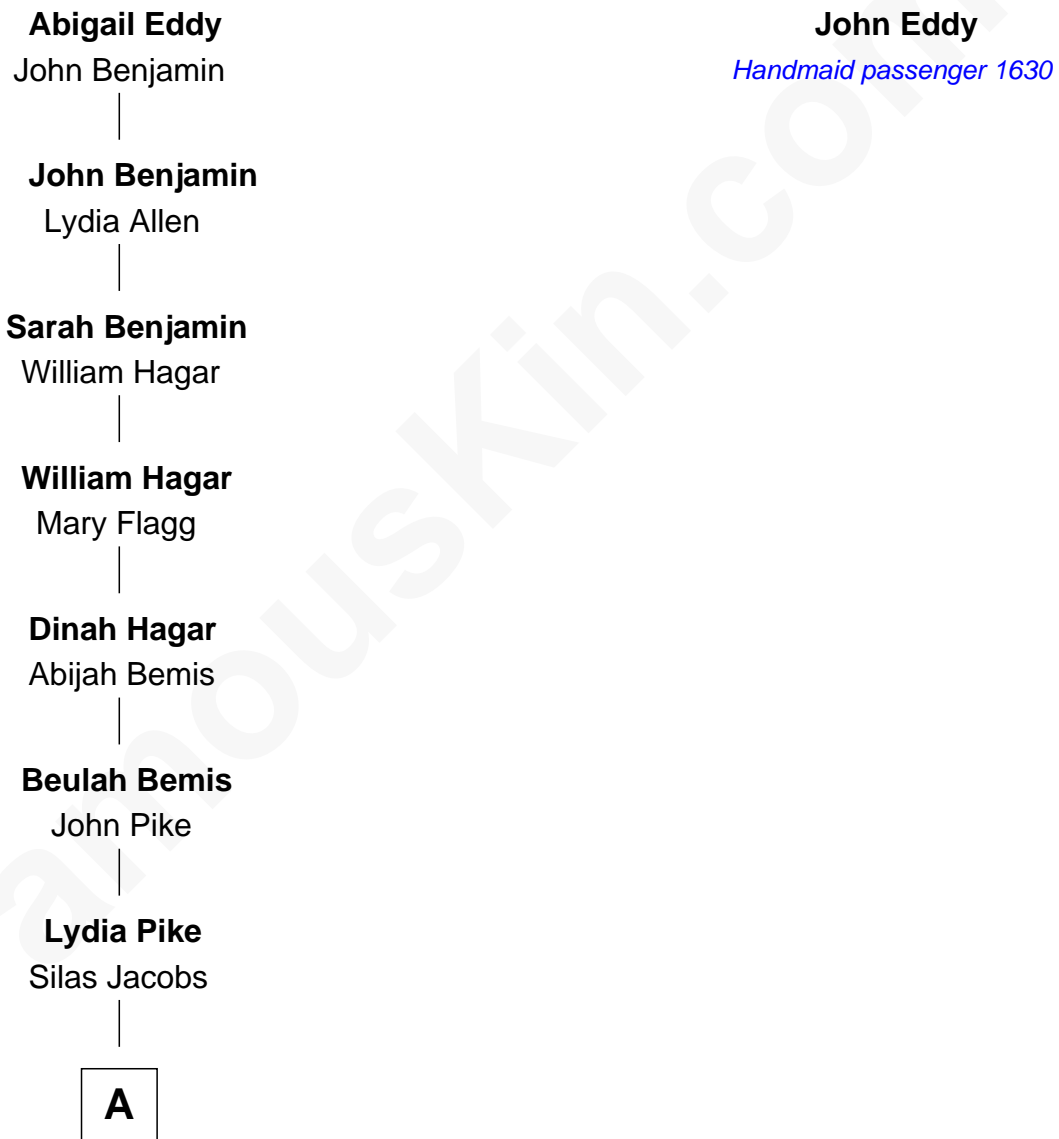 Abigail Eddy
John Benjamin
John Eddy
Handmaid passenger 1630
John Benjamin
Lydia Allen
Sarah Benjamin
William Hagar
William Hagar
Mary Flagg
Dinah Hagar
Abijah Bemis
Beulah Bemis
John Pike
Lydia Pike
Silas Jacobs
A
amouskin.com